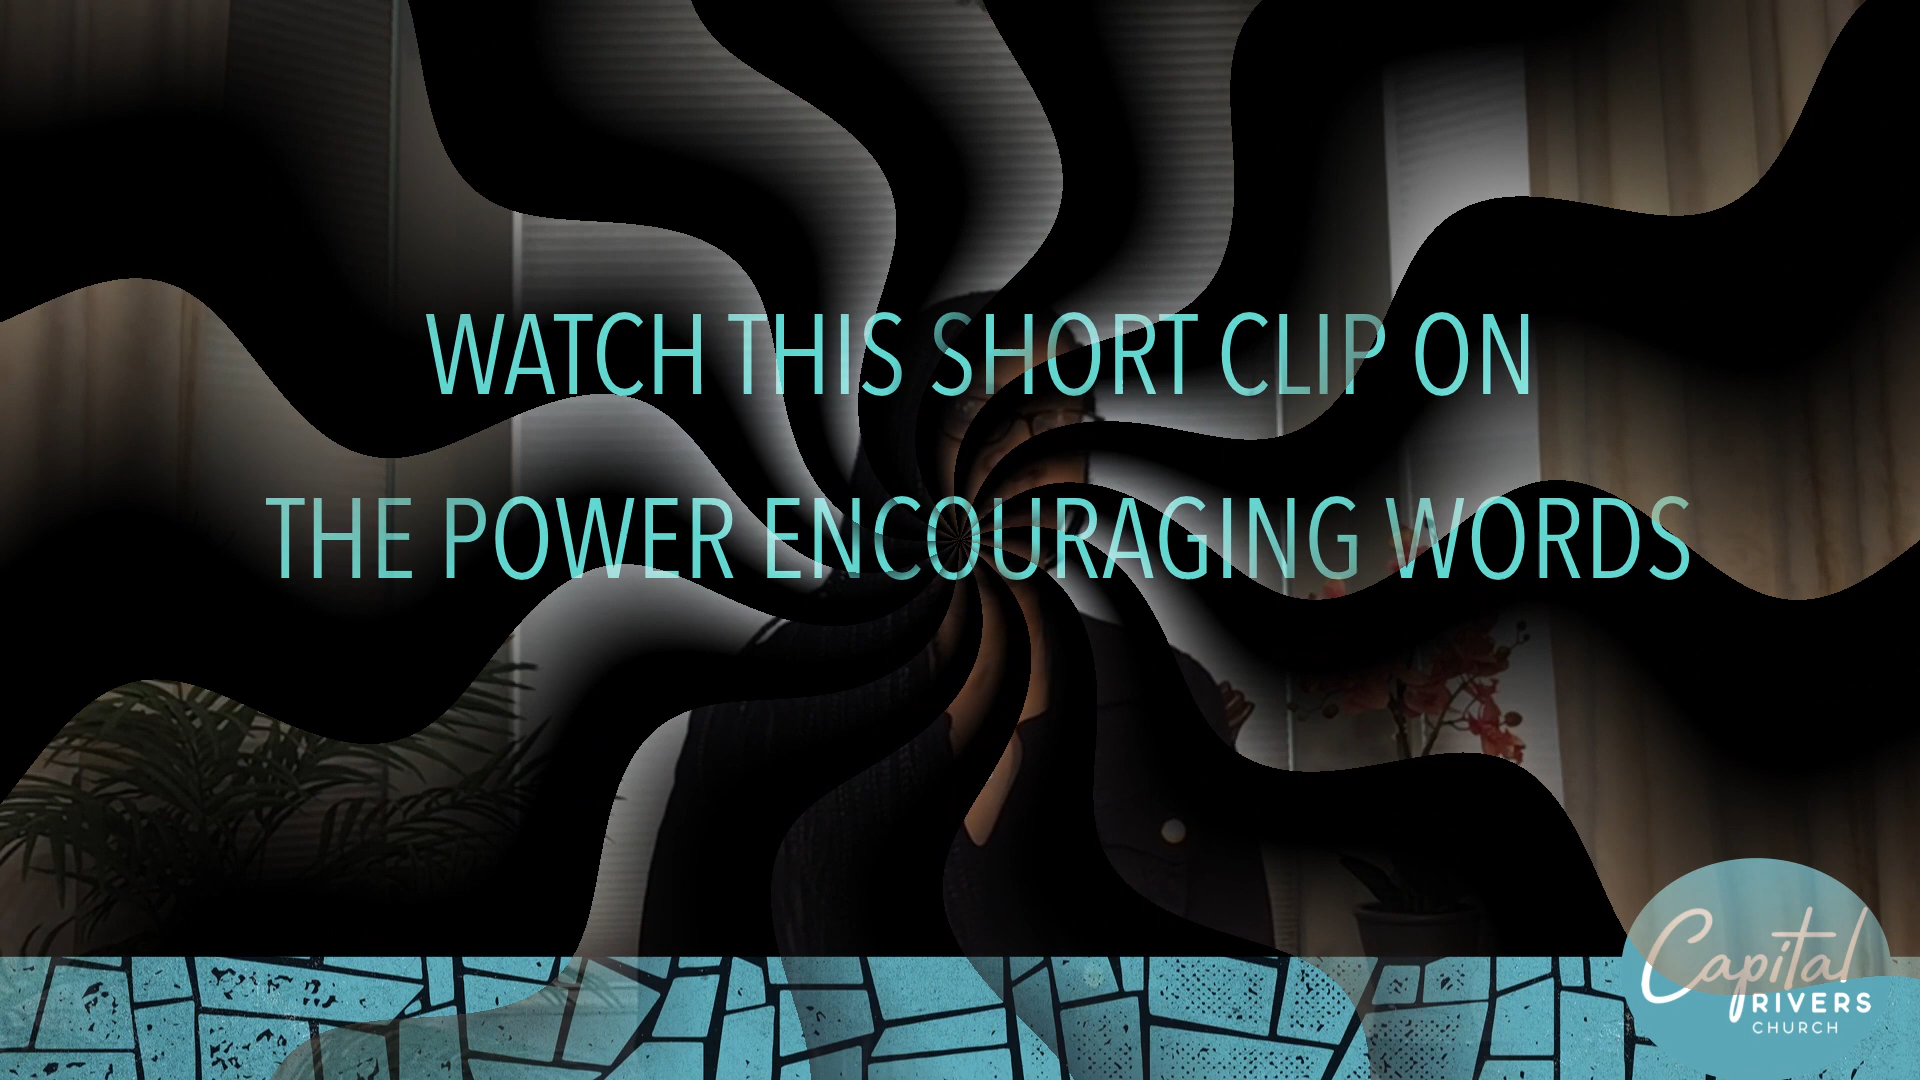 WATCH THIS SHORT CLIP ON
THE POWER ENCOURAGING WORDS
Capital
RIVERS
CHURCH